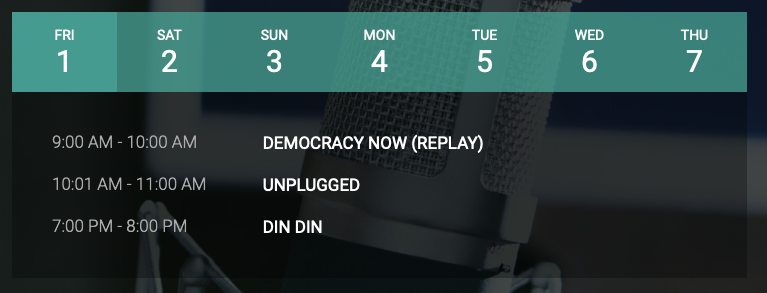 FRI SAT SUN MON TUE WED THU
1 2 3 4 5 6 7
9:00 AM - 10:00 AM DEMOCRACY NOW (REPLAY)
10:01 AM - 11:00 AM UNPLUGGED
7:00 PM - 8:00 PM DIN DIN